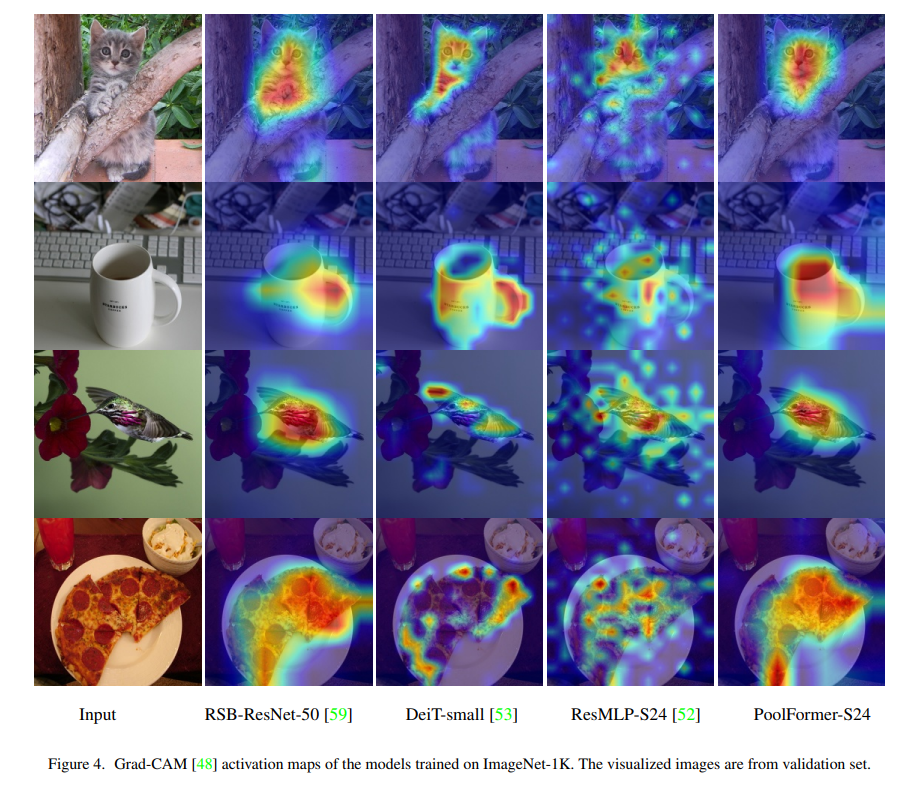 Input RSB-ResNet-50 [59] DeiT-small [53] ResMLP-S24 [52] PoolFormer-S24
Figure 4. Grad-CAM [48] activation maps of the models trained on ImageNet-1K. The visualized images are from validation set.